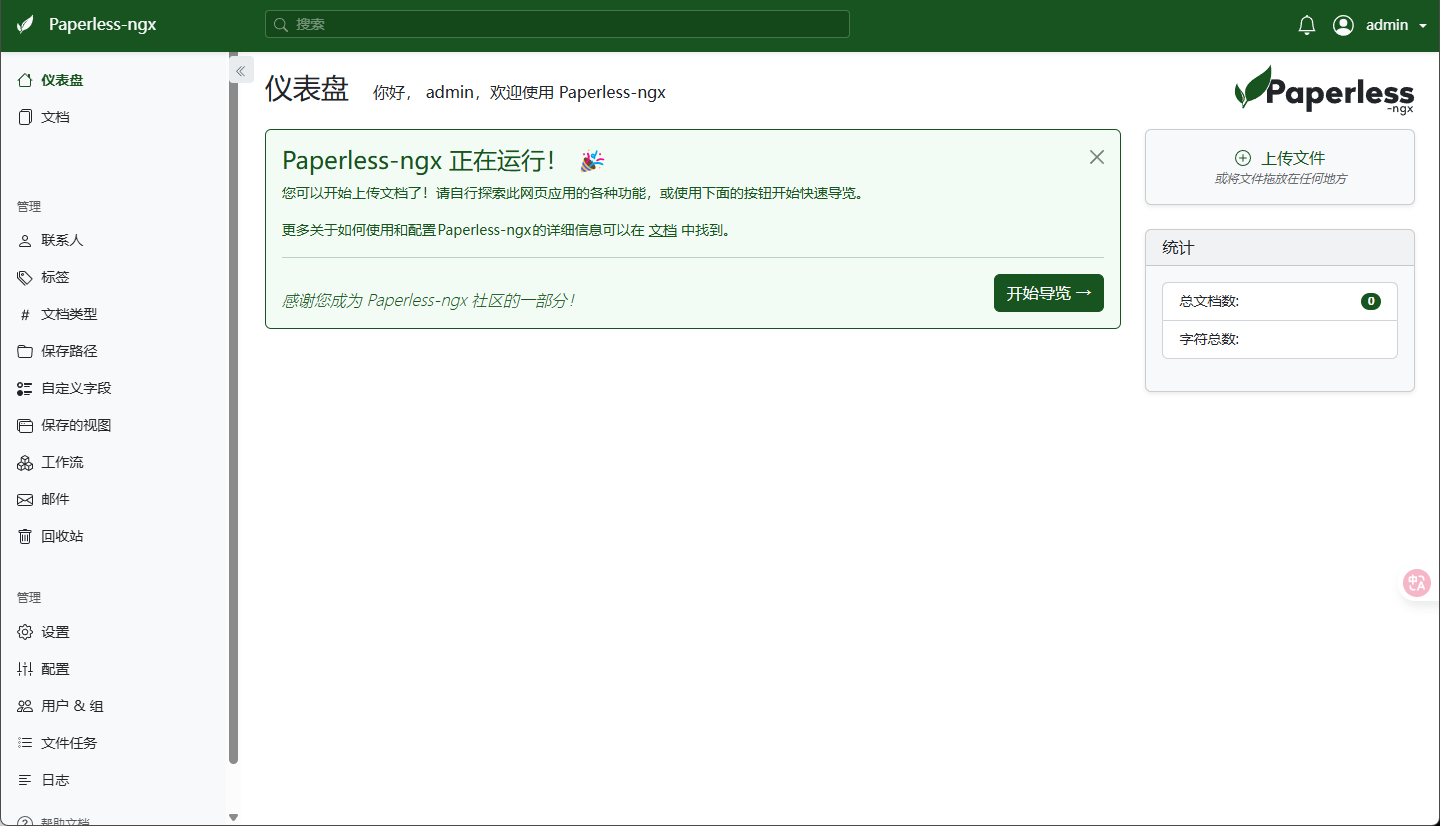 Paperless-ngx
搜索
admin
仪表盘
文档
管理
联系人
标签
# 文档类型
保存路径
自定义字段
保存的视图
工作流
邮件
回收站
管理
设置
配置
用户 & 组
文件任务
日志
帮助文档
仪表盘 你好， admin，欢迎使用 Paperless-ngx
Paperless
-ngx
Paperless-ngx 正在运行！ 🎉
您可以开始上传文档了！请自行探索此网页应用的各种功能，或使用下面的按钮开始快速导览。
更多关于如何使用和配置Paperless-ngx的详细信息可以在 文档 中找到。
感谢您成为 Paperless-ngx 社区的一部分！
开始导览 →
上传文件
或将文件拖放在任何地方
统计
总文档数: 0
字符总数:
中A